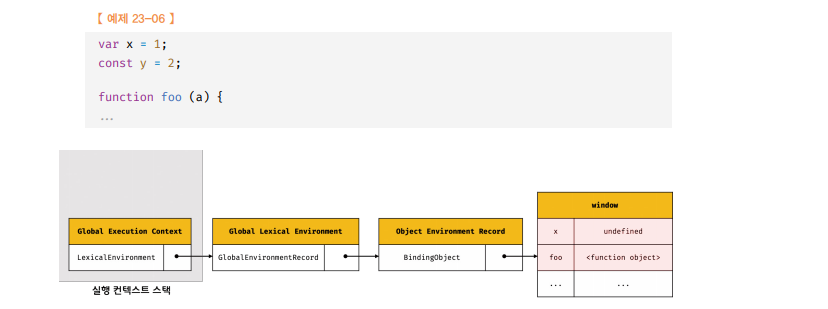 【 예제 23-06 】
var x = 1;
const y = 2;
function foo (a) {
...
window
Global Execution Context
Global Lexical Environment
Object Environment Record
x
undefined
LexicalEnvironment
GlobalEnvironmentRecord
BindingObject
foo
<function object>
...
...
실행 컨텍스트 스택